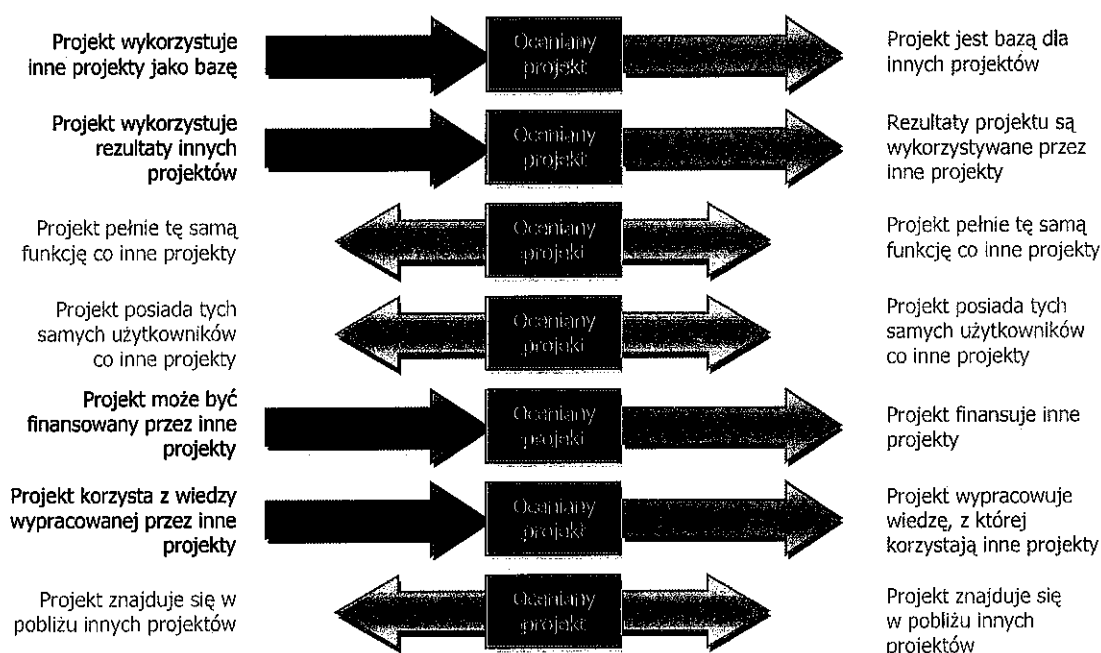 Projekt wykorzystuje
inne projekty jako bazę
Oceniany
projekt
Projekt jest bazą dla
innych projektów
Projekt wykorzystuje
rezultaty innych
projektów
Oceniany
projekt
Rezultaty projektu są
wykorzystywane przez
inne projekty
Projekt pełnie tę samą
funkcję co inne projekty
Oceniany
projekt
Projekt pełnie tę samą
funkcję co inne projekty
Projekt posiada tych
samych użytkowników
co inne projekty
Oceniany
projekt
Projekt posiada tych
samych użytkowników
co inne projekty
Projekt może być
finansowany przez inne
projekty
Oceniany
projekt
Projekt finansuje inne
projekty
Projekt korzysta z wiedzy
wypracowanej przez inne
projekty
Oceniany
projekt
Projekt wypracowuje
wiedzę, z której
korzystają inne projekty
Projekt znajduje się w
pobliżu innych projektów
Oceniany
projekt
Projekt znajduje się
w pobliżu innych
projektów